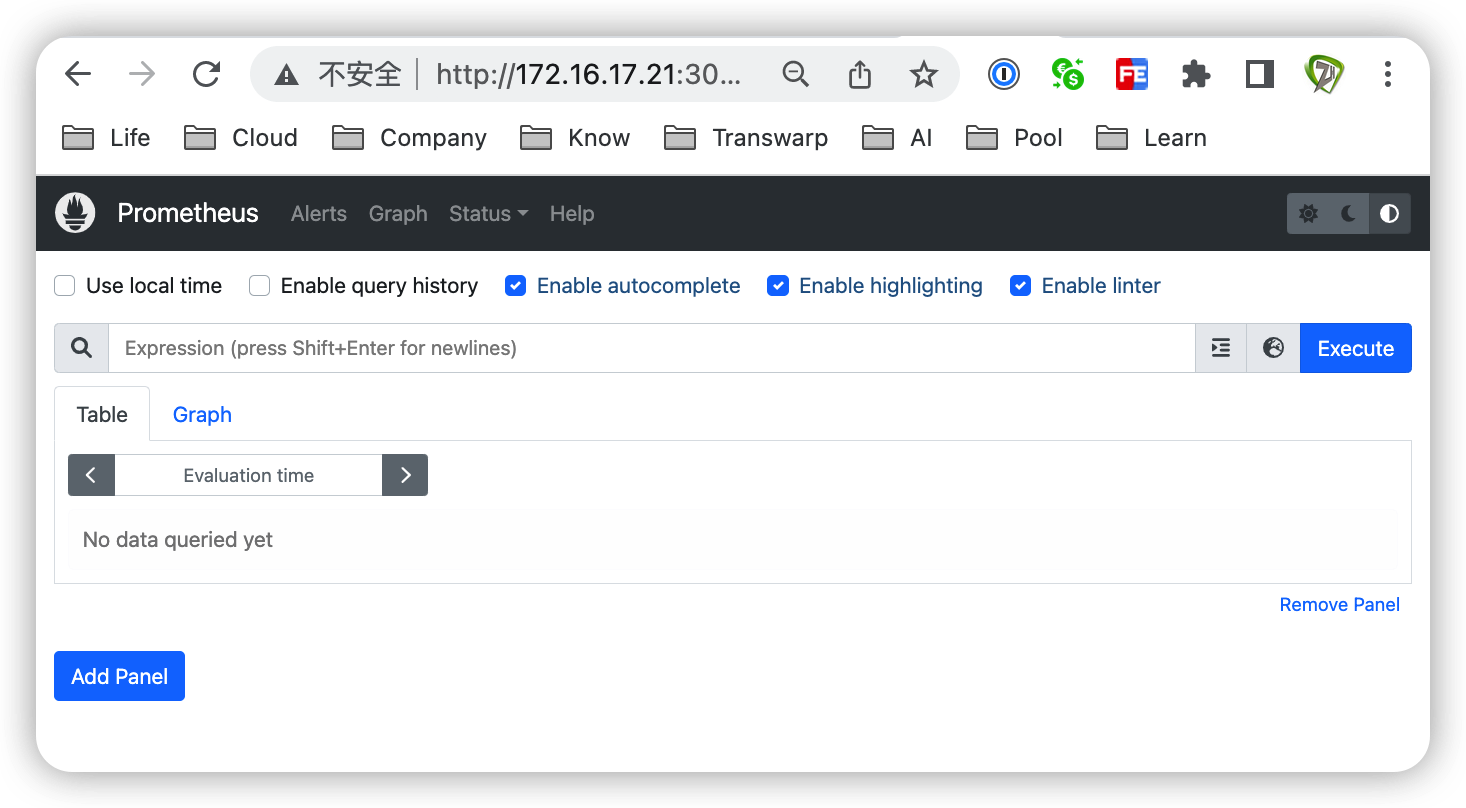 不安全 http://172.16.17.21:30...
FE
Life Cloud Company Know Transwarp AI Pool Learn
Prometheus Alerts Graph Status Help
Use local time Enable query history Enable autocomplete Enable highlighting Enable linter
Expression (press Shift+Enter for newlines) Execute
Table Graph
Evaluation time
No data queried yet
Remove Panel
Add Panel